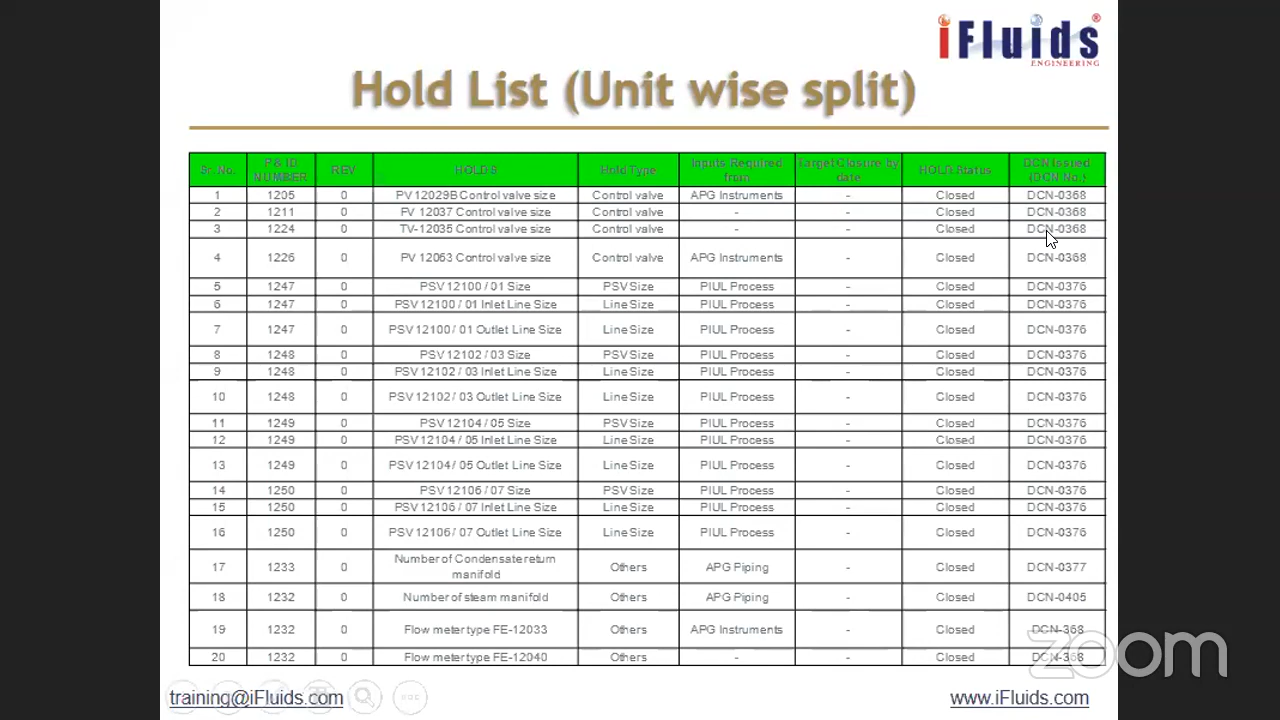 iFluids
ENGINEERING
Hold List (Unit wise split)
Sr. No. P & ID NUMBER REV HOLDS Hold Type Inputs Required from Target Closure by date HOLD Status DCN Issued (DCN No.)
1 1205 0 PV 12029B Control valve size Control valve APG Instruments - Closed DCN-0368
2 1211 0 FV 12037 Control valve size Control valve - - Closed DCN-0368
3 1224 0 TV-12035 Control valve size Control valve - - Closed DCN-0368
4 1226 0 PV 12063 Control valve size Control valve APG Instruments - Closed DCN-0368
5 1247 0 PSV 12100 / 01 Size PSV Size PIUL Process - Closed DCN-0376
6 1247 0 PSV 12100 / 01 Inlet Line Size Line Size PIUL Process - Closed DCN-0376
7 1247 0 PSV 12100 / 01 Outlet Line Size Line Size PIUL Process - Closed DCN-0376
8 1248 0 PSV 12102 / 03 Size PSV Size PIUL Process - Closed DCN-0376
9 1248 0 PSV 12102 / 03 Inlet Line Size Line Size PIUL Process - Closed DCN-0376
10 1248 0 PSV 12102 / 03 Outlet Line Size Line Size PIUL Process - Closed DCN-0376
11 1249 0 PSV 12104 / 05 Size PSV Size PIUL Process - Closed DCN-0376
12 1249 0 PSV 12104 / 05 Inlet Line Size Line Size PIUL Process - Closed DCN-0376
13 1249 0 PSV 12104 / 05 Outlet Line Size Line Size PIUL Process - Closed DCN-0376
14 1250 0 PSV 12106 / 07 Size PSV Size PIUL Process - Closed DCN-0376
15 1250 0 PSV 12106 / 07 Inlet Line Size Line Size PIUL Process - Closed DCN-0376
16 1250 0 PSV 12106 / 07 Outlet Line Size Line Size PIUL Process - Closed DCN-0376
17 1233 0 Number of Condensate return manifold Others APG Piping - Closed DCN-0377
18 1232 0 Number of steam manifold Others APG Piping - Closed DCN-0405
19 1232 0 Flow meter type FE-12033 Others APG Instruments - Closed DCN-368
20 1232 0 Flow meter type FE-12040 Others - - Closed DCN-368
zoom
training@iFluids.com
www.iFluids.com